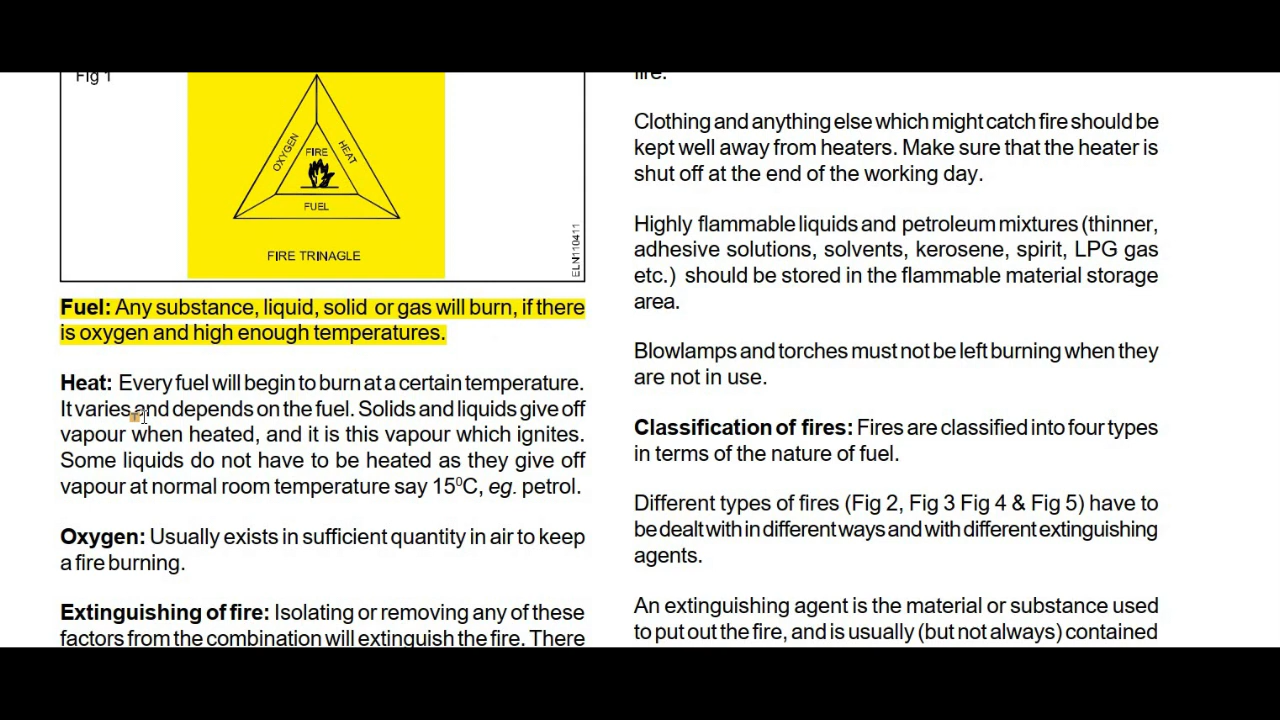 Fig 1
OXYGEN
HEAT
FIRE
FUEL
FIRE TRINAGLE
ELN110411
Fuel: Any substance, liquid, solid or gas will burn, if there
is oxygen and high enough temperatures.
Heat: Every fuel will begin to burn at a certain temperature.
It varies and depends on the fuel. Solids and liquids give off
vapour when heated, and it is this vapour which ignites.
Some liquids do not have to be heated as they give off
vapour at normal room temperature say 15⁰C, eg. petrol.
Oxygen: Usually exists in sufficient quantity in air to keep
a fire burning.
Extinguishing of fire: Isolating or removing any of these
factors from the combination will extinguish the fire. There
fire.
Clothing and anything else which might catch fire should be
kept well away from heaters. Make sure that the heater is
shut off at the end of the working day.
Highly flammable liquids and petroleum mixtures (thinner,
adhesive solutions, solvents, kerosene, spirit, LPG gas
etc.) should be stored in the flammable material storage
area.
Blowlamps and torches must not be left burning when they
are not in use.
Classification of fires: Fires are classified into four types
in terms of the nature of fuel.
Different types of fires (Fig 2, Fig 3 Fig 4 & Fig 5) have to
be dealt with in different ways and with different extinguishing
agents.
An extinguishing agent is the material or substance used
to put out the fire, and is usually (but not always) contained